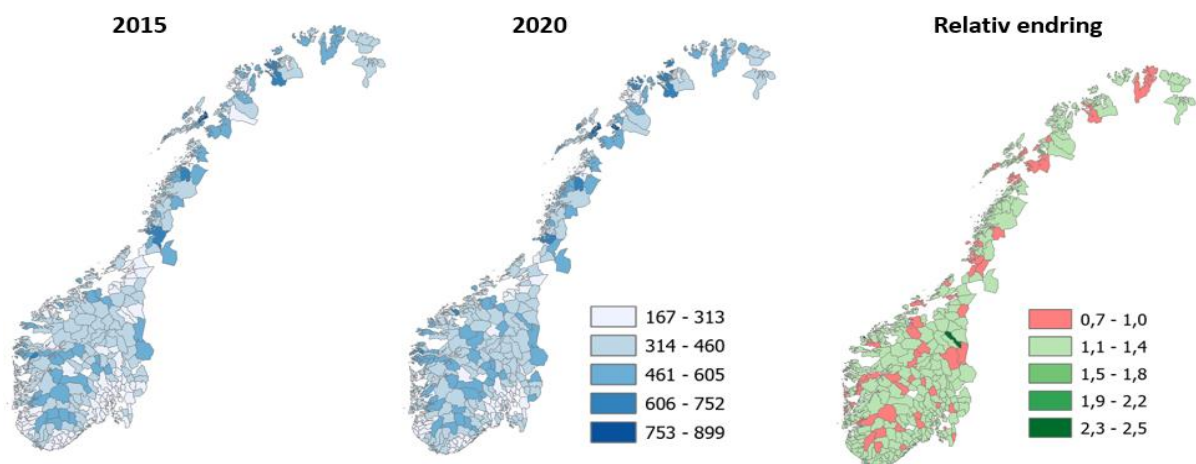 2015
2020
Relativ endring
167 - 313
314 - 460
461 - 605
606 - 752
753 - 899
0,7 - 1,0
1,1 - 1,4
1,5 - 1,8
1,9 - 2,2
2,3 - 2,5